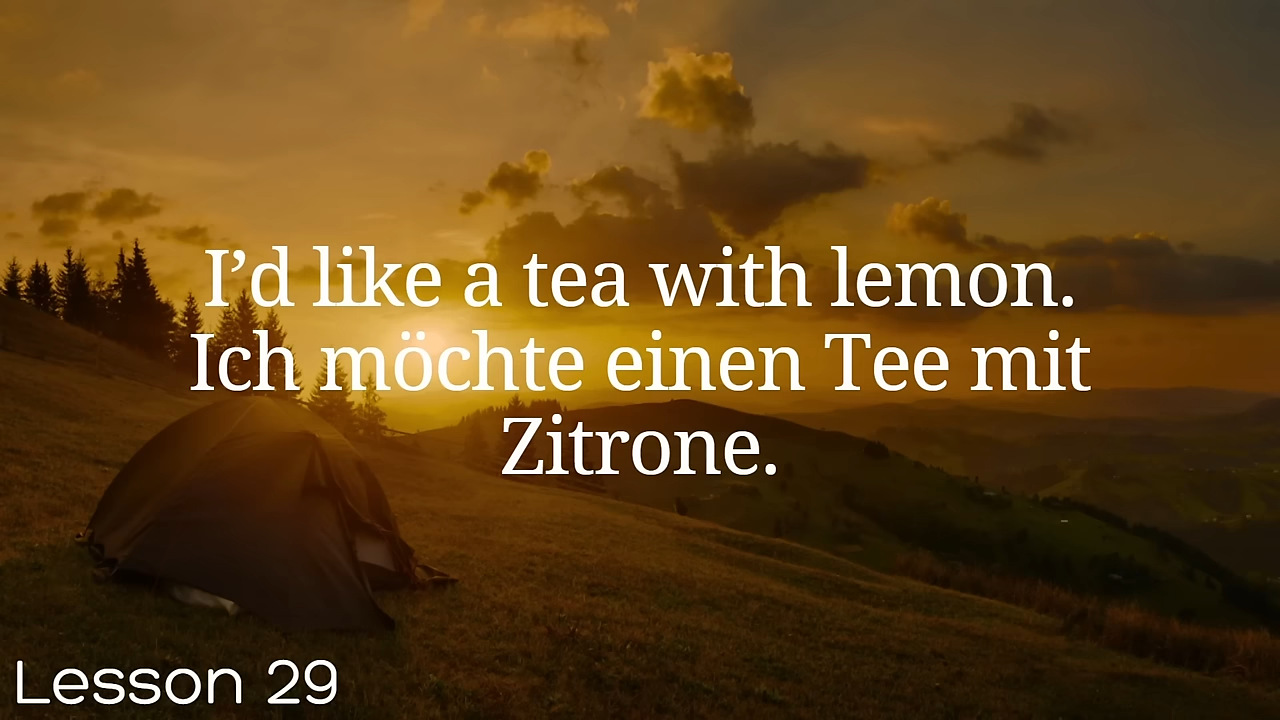 I’d like a tea with lemon.
Ich möchte einen Tee mit
Zitrone.
Lesson 29